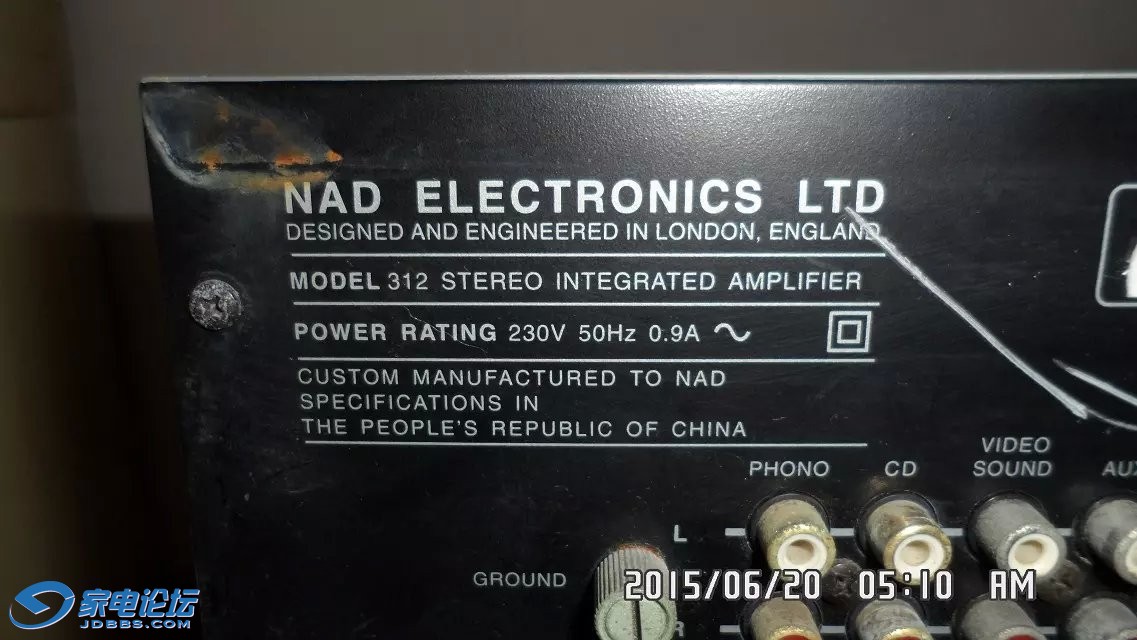 NAD ELECTRONICS LTD
DESIGNED AND ENGINEERED IN LONDON, ENGLAND
MODEL 312 STEREO INTEGRATED AMPLIFIER
POWER RATING 230V 50Hz 0.9A
CUSTOM MANUFACTURED TO NAD
SPECIFICATIONS IN
THE PEOPLE'S REPUBLIC OF CHINA
PHONO CD VIDEO SOUND AUX
L
GROUND
R
2015/06/20 05:10 AM
家电论坛
JDBBS.COM